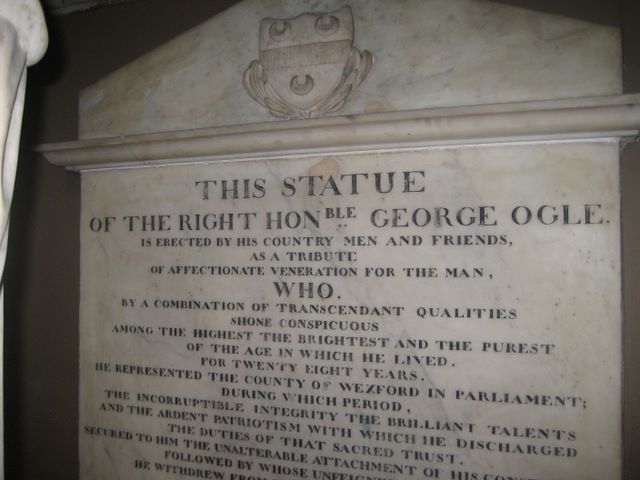 THIS STATUE
OF THE RIGHT HONBLE GEORGE OGLE.
IS ERECTED BY HIS COUNTRY MEN AND FRIENDS,
AS A TRIBUTE
OF AFFECTIONATE VENERATION FOR THE MAN,
WHO.
BY A COMBINATION OF TRANSCENDANT QUALITIES
SHONE CONSPICUOUS
AMONG THE HIGHEST THE BRIGHTEST AND THE PUREST
OF THE AGE IN WHICH HE LIVED.
FOR TWENTY EIGHT YEARS.
HE REPRESENTED THE COUNTY OF WEXFORD IN PARLIAMENT;
DURING WHICH PERIOD,
THE INCORRUPTIBLE INTEGRITY THE BRILLIANT TALENTS
AND THE ARDENT PATRIOTISM WITH WHICH HE DISCHARGED
THE DUTIES OF THAT SACRED TRUST.
SECURED TO HIM THE UNALTERABLE ATTACHMENT OF HIS
FOLLOWED BY WHOSE
HE WITHDREW FROM